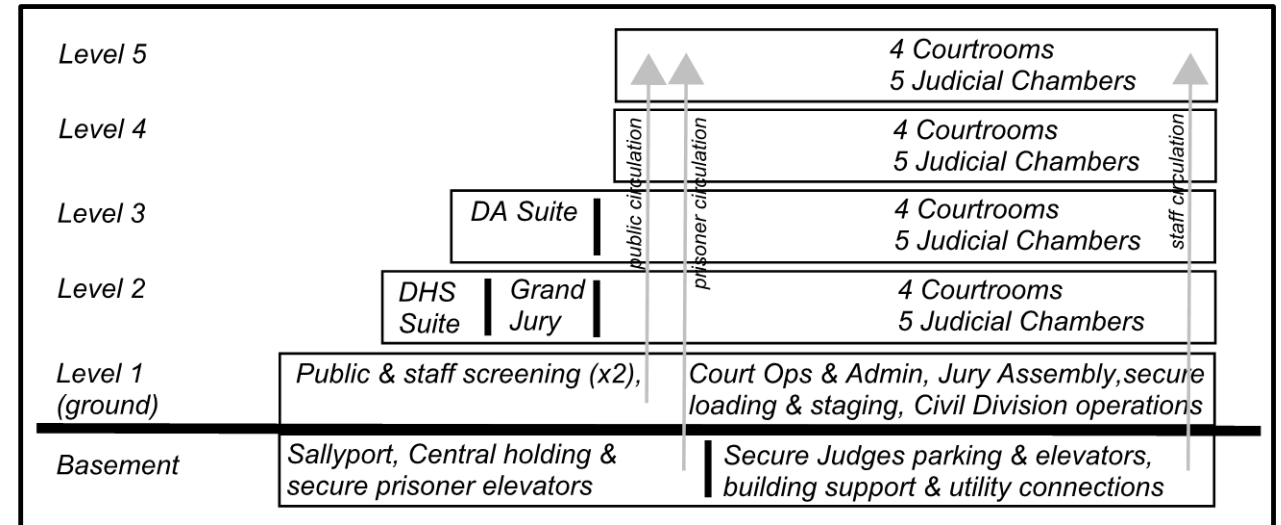 Level 5
4 Courtrooms
5 Judicial Chambers
Level 4
4 Courtrooms
5 Judicial Chambers
public circulation
prisoner circulation
staff circulation
Level 3
DA Suite
4 Courtrooms
5 Judicial Chambers
Level 2
DHS
Suite
Grand
Jury
4 Courtrooms
5 Judicial Chambers
Level 1
(ground)
Public & staff screening (x2),
Court Ops & Admin, Jury Assembly,secure
loading & staging, Civil Division operations
Basement
Sallyport, Central holding &
secure prisoner elevators
Secure Judges parking & elevators,
building support & utility connections